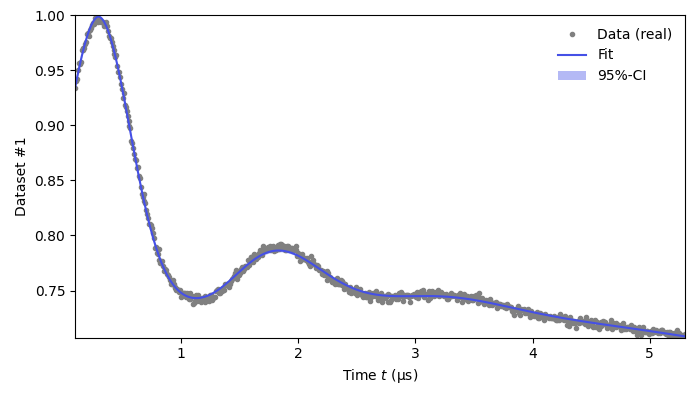 1.00
0.95
0.90
0.85
0.80
0.75
Dataset #1
Data (real)
Fit
95%-CI
1 2 3 4 5
Time t (μs)